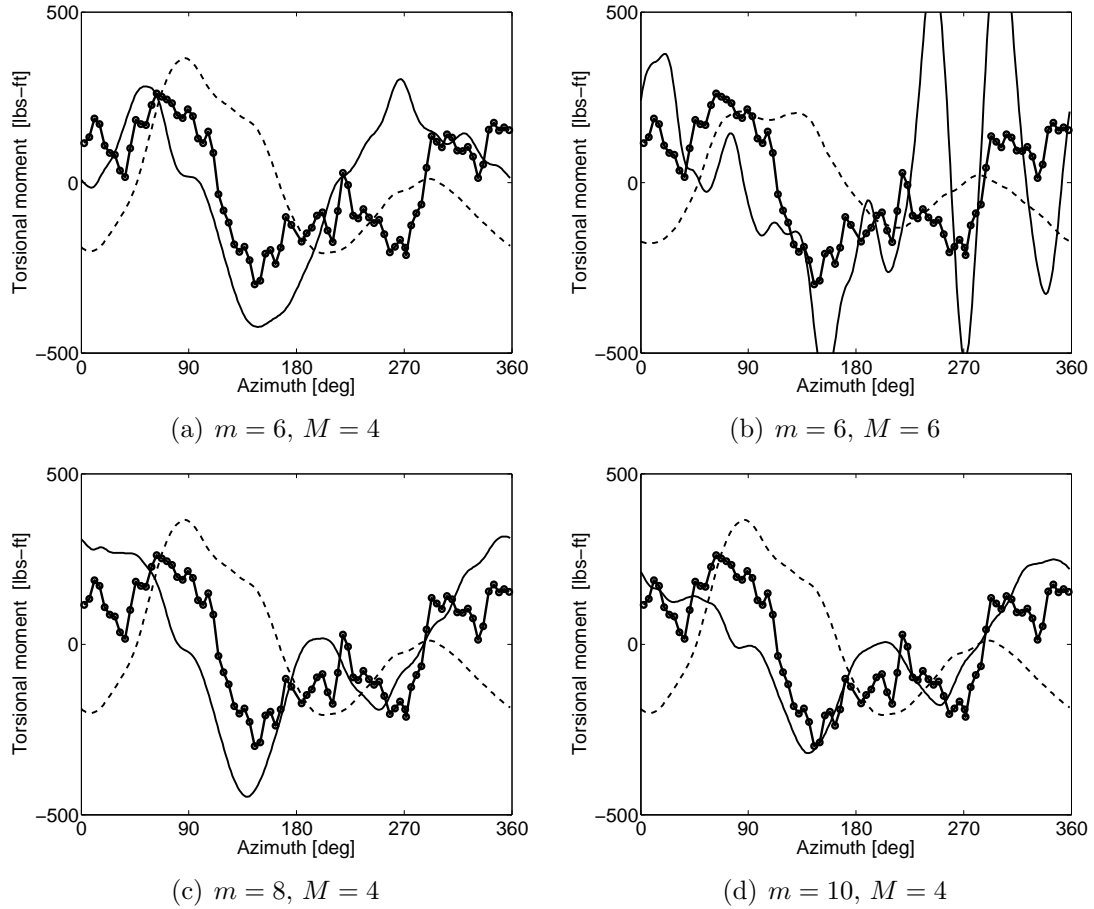 500
0
−500
0
90
180
270
360
Torsional moment [lbs−ft]
Azimuth [deg]
(a) m = 6, M = 4
500
0
−500
0
90
180
270
360
Torsional moment [lbs−ft]
Azimuth [deg]
(b) m = 6, M = 6
500
0
−500
0
90
180
270
360
Torsional moment [lbs−ft]
Azimuth [deg]
(c) m = 8, M = 4
500
0
−500
0
90
180
270
360
Torsional moment [lbs−ft]
Azimuth [deg]
(d) m = 10, M = 4